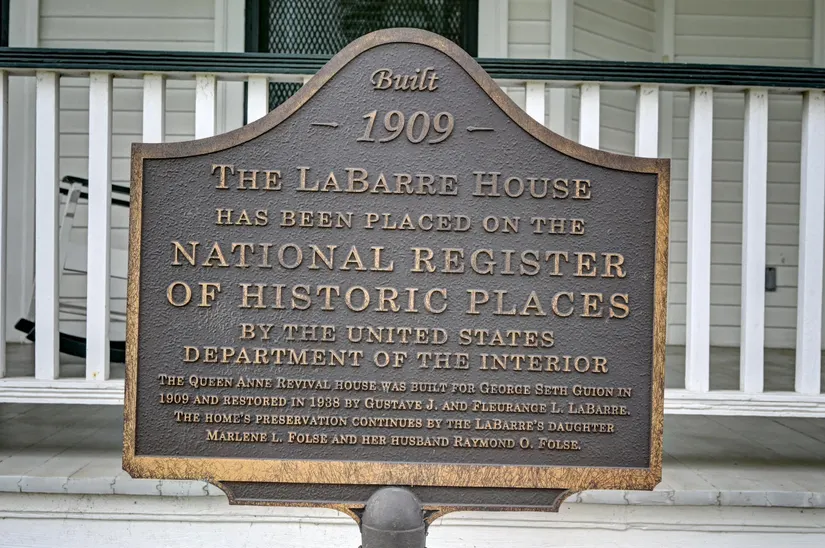 Built
1909
The LaBarre House
has been placed on the
National Register
of Historic Places
by the United States
Department of the Interior
The Queen Anne Revival house was built for George Seth Guion in
1909 and restored in 1938 by Gustave J. and Fleurange L. LaBarre.
The home's preservation continues by the LaBarre's daughter
Marlene L. Folse and her husband Raymond O. Folse.